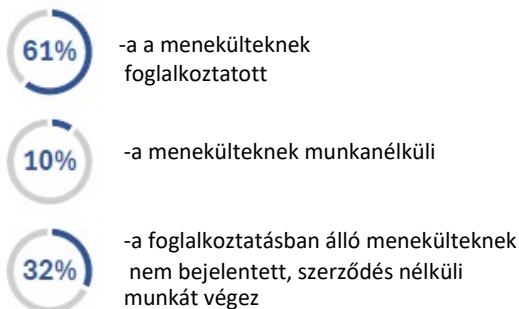 61%
-a a menekülteknek
foglalkoztatott
10%
-a menekülteknek munkanélküli
32%
-a foglalkoztatásban álló menekülteknek
nem bejelentett, szerződés nélküli
munkát végez